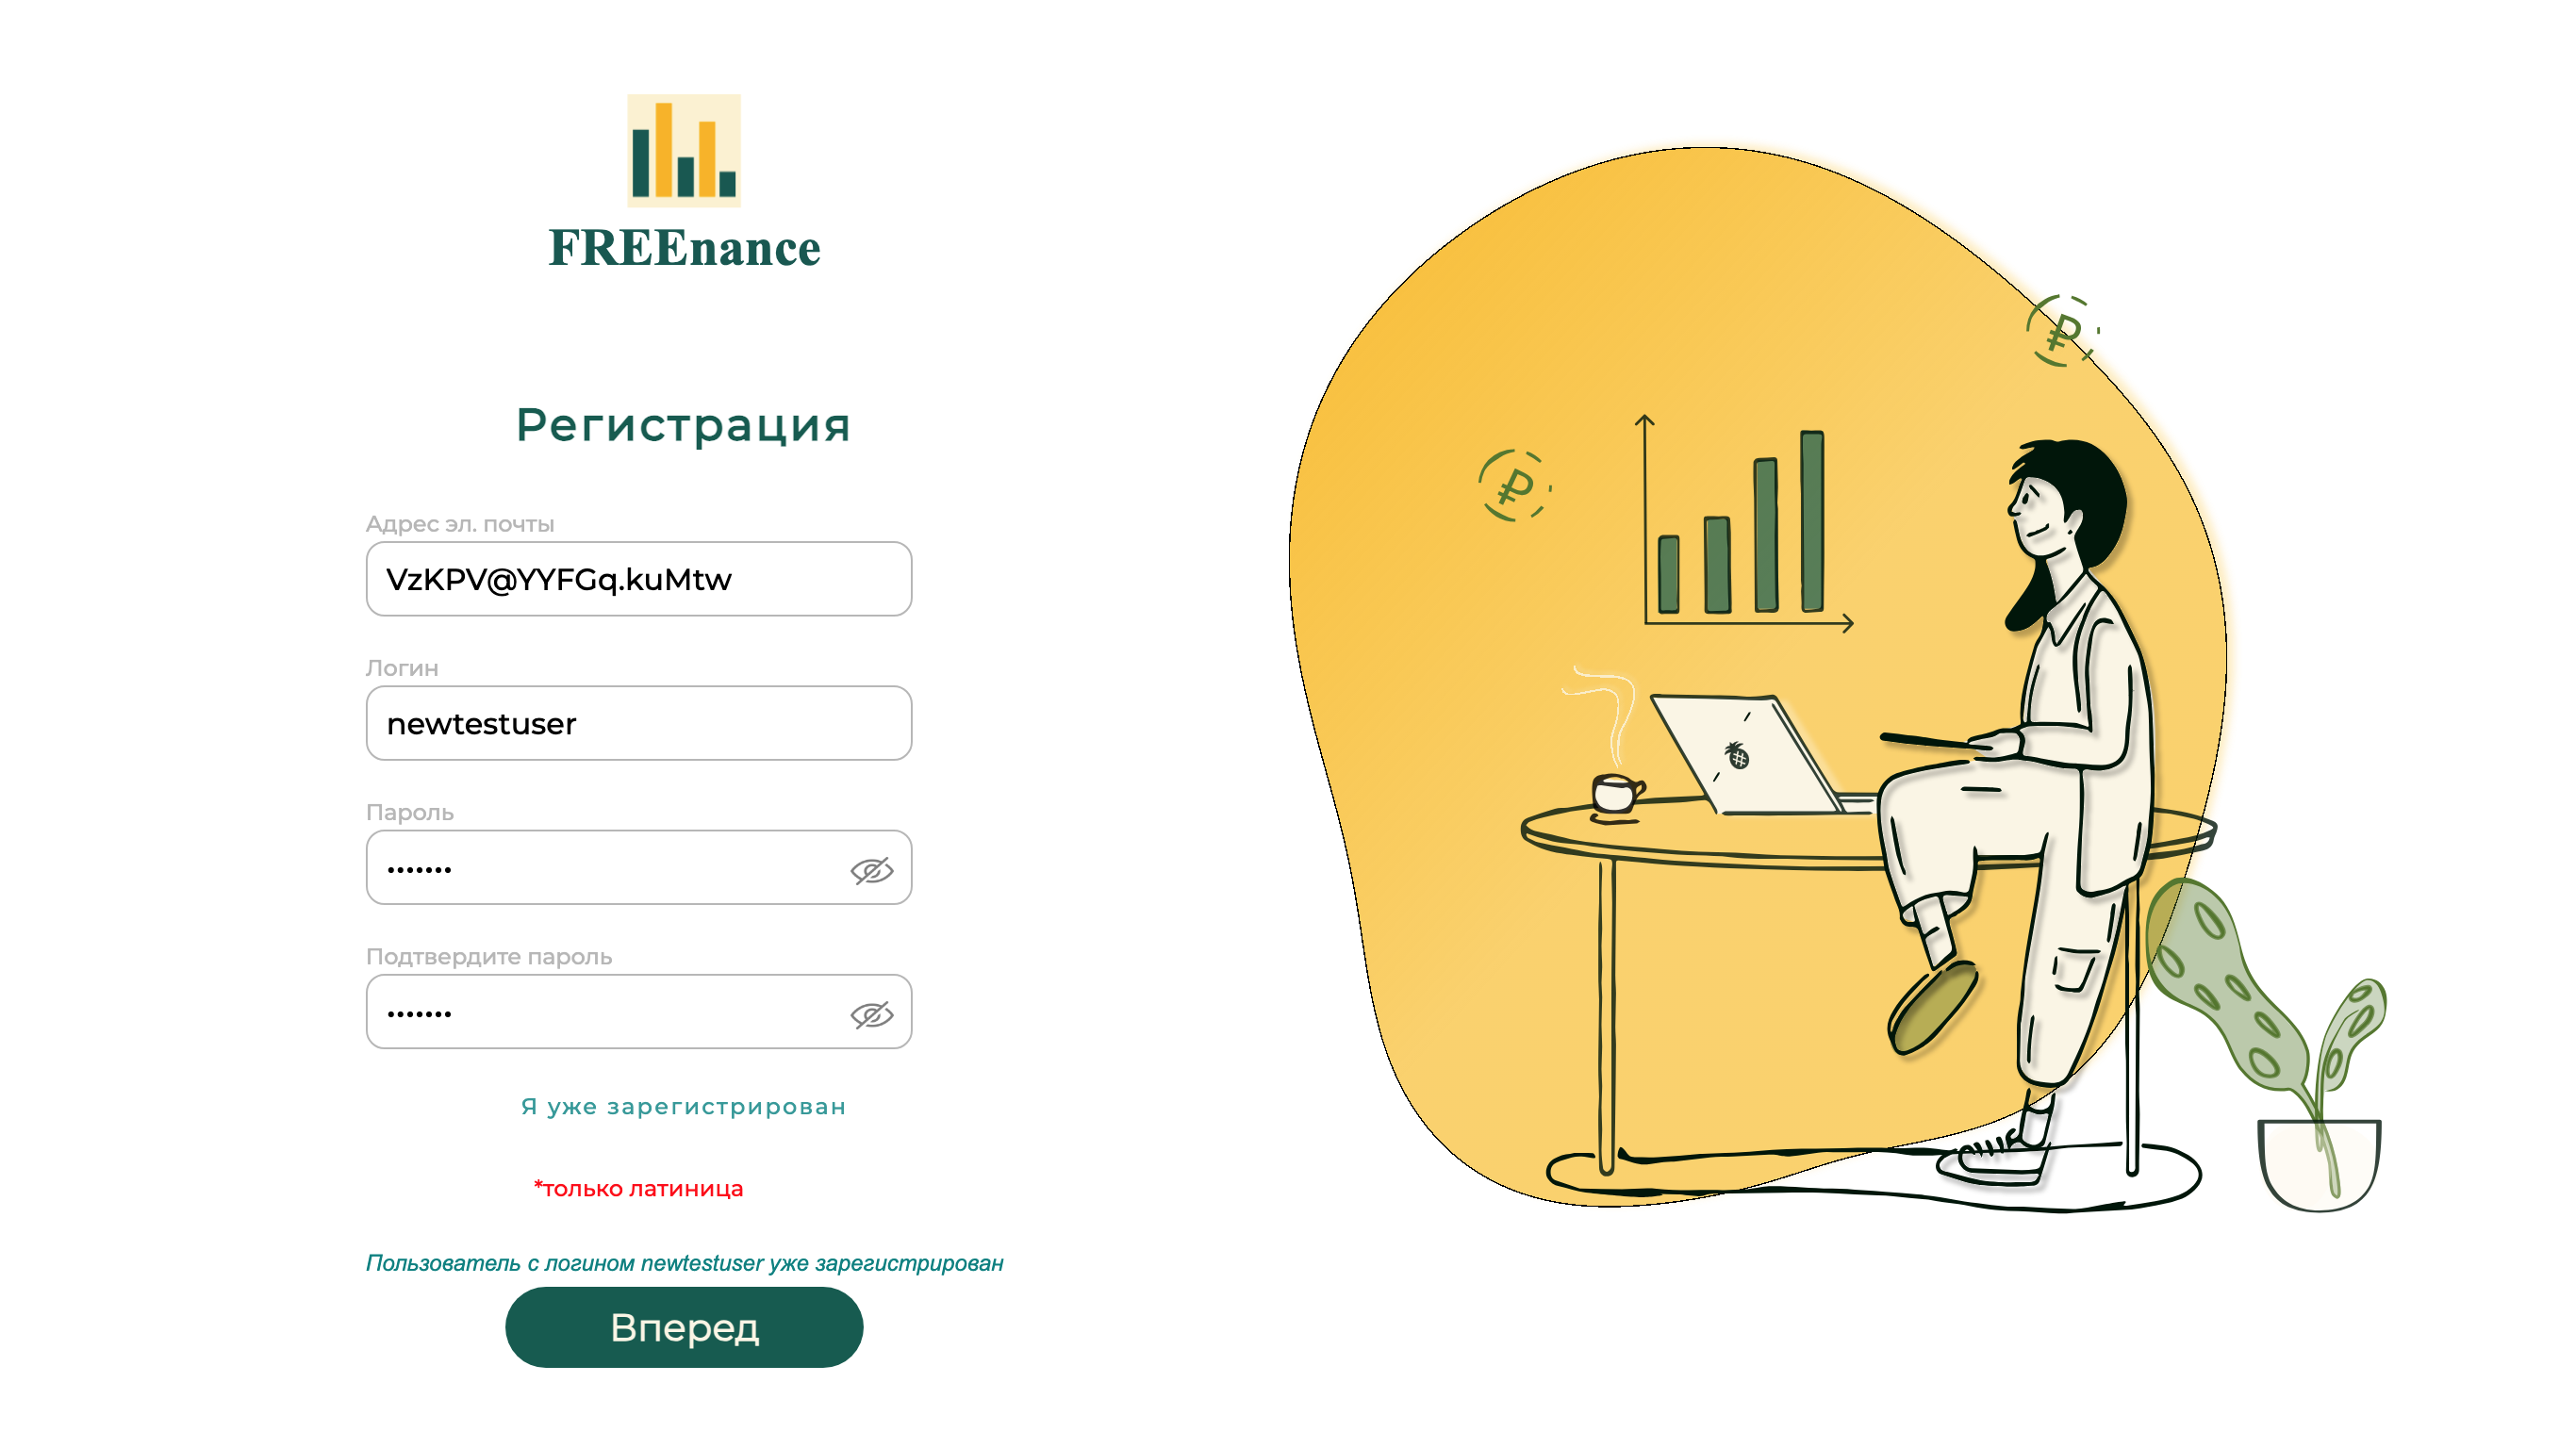 FREEnance
Регистрация
Адрес эл. почты
VzKPV@YYFGq.kuMtw
Логин
newtestuser
Пароль
•••••••
Подтвердите пароль
•••••••
Я уже зарегистрирован
*только латиница
Пользователь с логином newtestuser уже зарегистрирован
Вперед
₽
₽